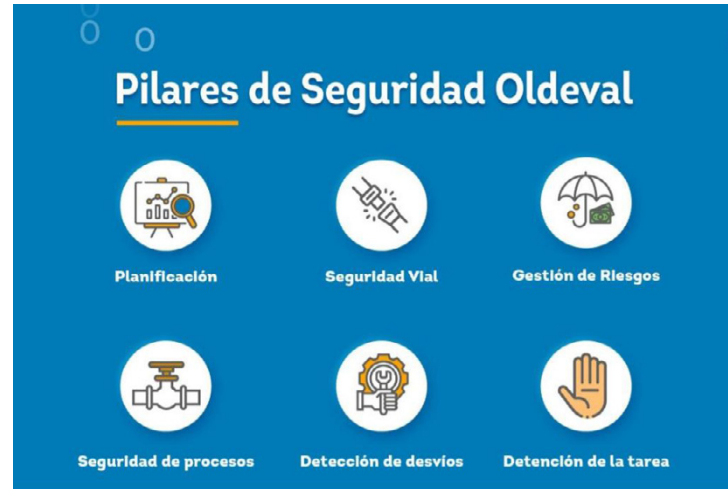 Pilares de Seguridad Oldeval
Planificación
Seguridad Vial
Gestión de Riesgos
Seguridad de procesos
Detección de desvíos
Detención de la tarea